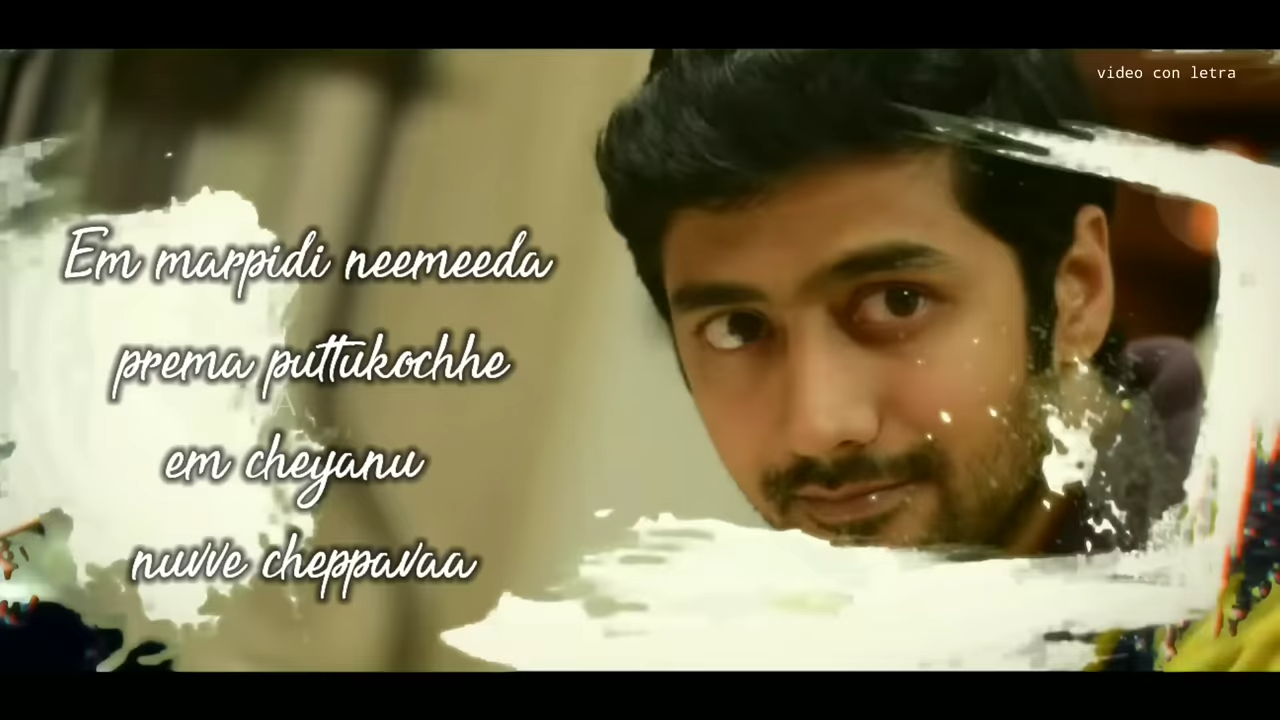 video con letra
Em marpidi neemeeda
prema puttukochhe
em cheyanu
nuvve cheppavaa